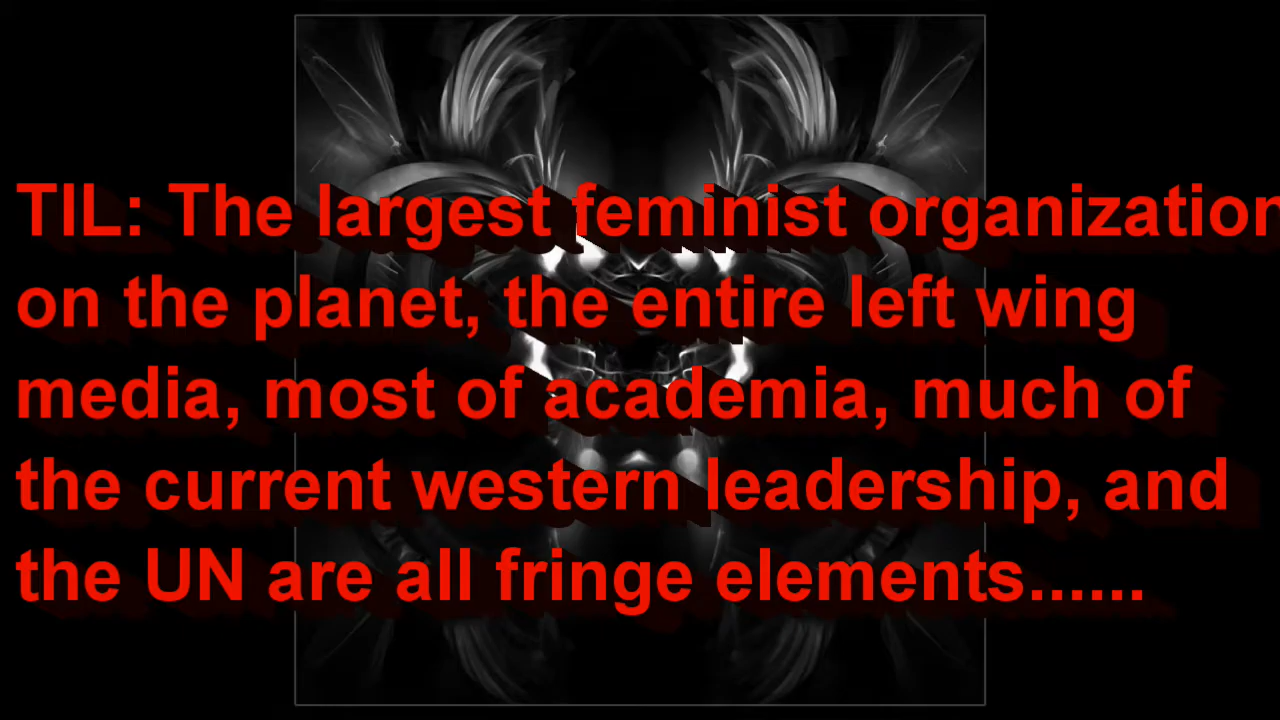 TIL: The largest feminist organization
on the planet, the entire left wing
media, most of academia, much of
the current western leadership, and
the UN are all fringe elements......